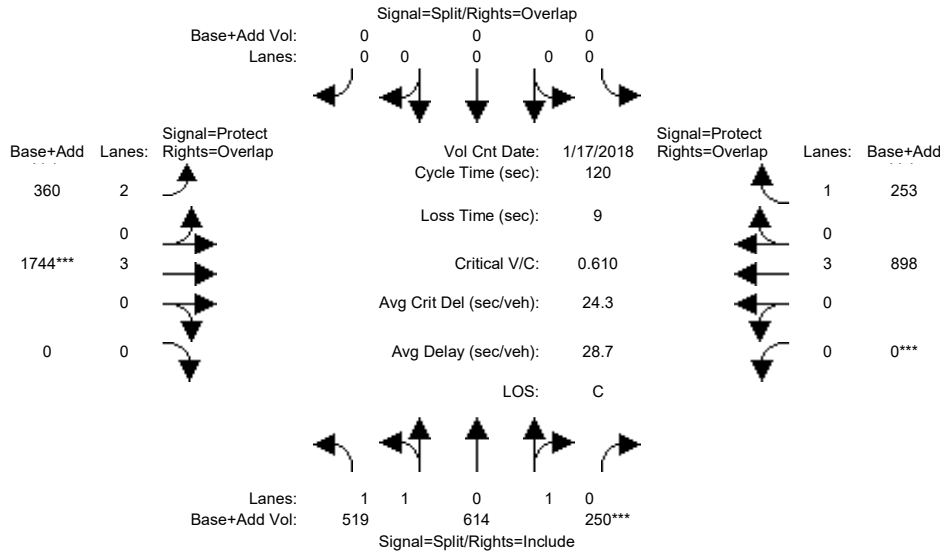 Signal=Split/Rights=Overlap
Base+Add Vol: 0 0 0
Lanes: 0 0 0 0 0
Signal=Protect Signal=Protect
Base+Add Lanes: Rights=Overlap Vol Cnt Date: 1/17/2018 Rights=Overlap Lanes: Base+Add
Cycle Time (sec): 120
360 2 1 253
Loss Time (sec): 9
0 0
1744*** 3 Critical V/C: 0.610 3 898
0 Avg Crit Del (sec/veh): 24.3 0
0 0 Avg Delay (sec/veh): 28.7 0 0***
LOS: C
Lanes: 1 1 0 1 0
Base+Add Vol: 519 614 250***
Signal=Split/Rights=Include